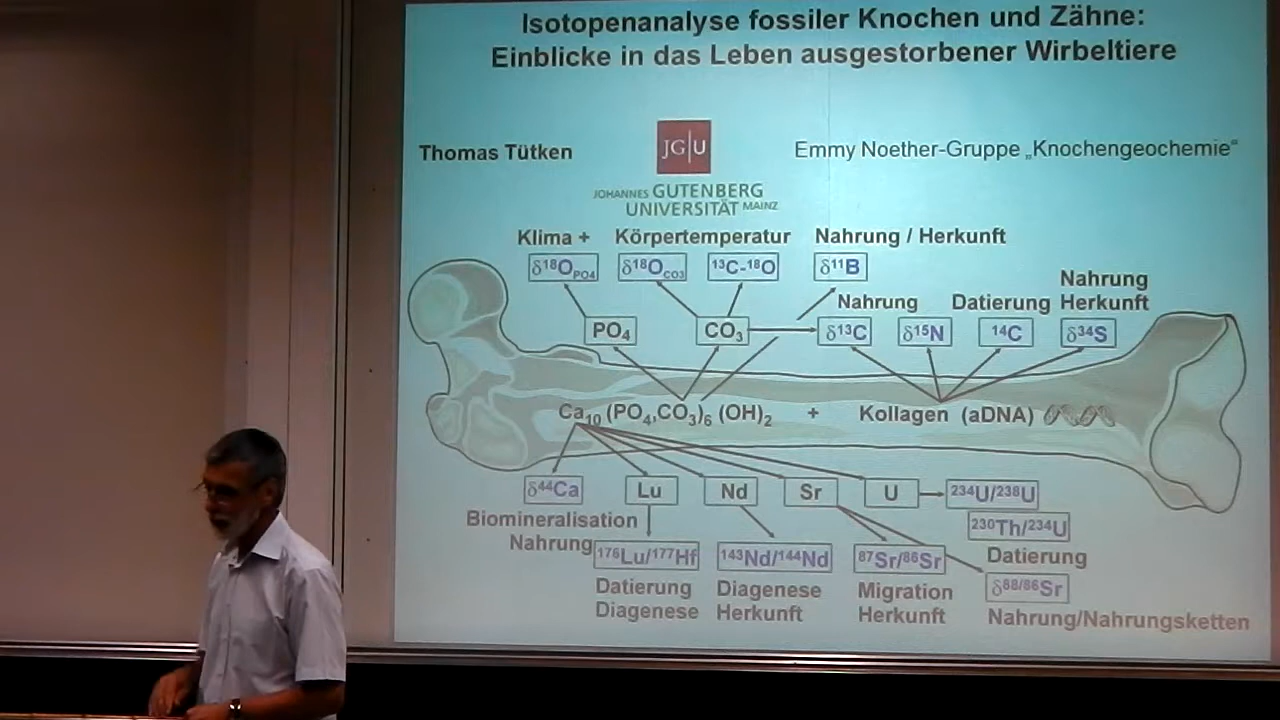 Isotopenanalyse fossiler Knochen und Zähne:
Einblicke in das Leben ausgestorbener Wirbeltiere
Thomas Tütken
JG|U
Emmy Noether-Gruppe „Knochengeochemie“
JOHANNES GUTENBERG
UNIVERSITÄT MAINZ
Klima + Körpertemperatur Nahrung / Herkunft
δ¹⁸O_PO4 δ¹⁸O_CO3 ¹³C-¹⁸O δ¹¹B
Nahrung
Nahrung Datierung Herkunft
PO₄ CO₃ δ¹³C δ¹⁵N ¹⁴C δ³⁴S
Ca₁₀(PO₄,CO₃)₆(OH)₂ + Kollagen (aDNA)
δ⁴⁴Ca Lu Nd Sr U ²³⁴U/²³⁸U
Biomineralisation
Nahrung
²³⁰Th/²³⁴U
Datierung
¹⁷⁶Lu/¹⁷⁷Hf ¹⁴³Nd/¹⁴⁴Nd ⁸⁷Sr/⁸⁶Sr
Datierung Diagenese Migration
Diagenese Herkunft Herkunft
δ⁸⁸/⁸⁶Sr
Nahrung/Nahrungsketten